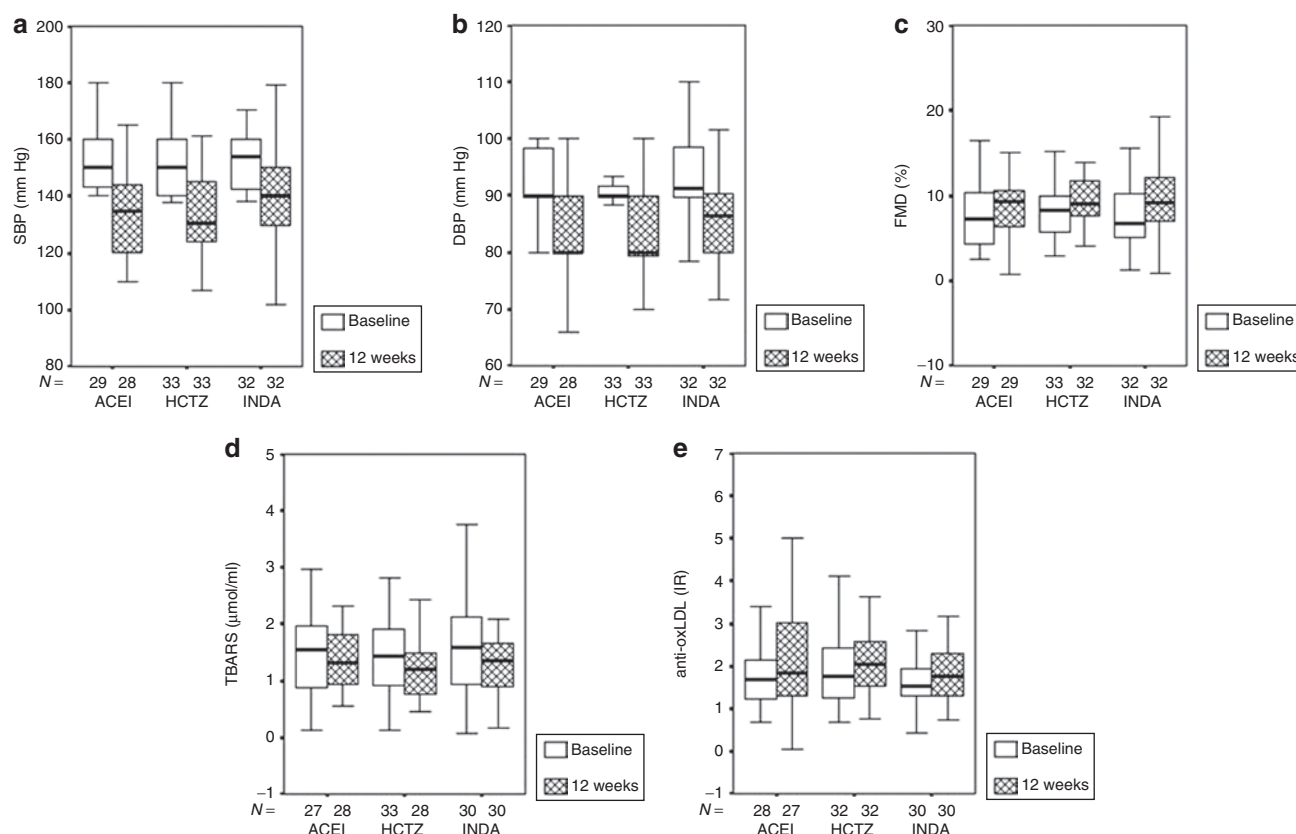 a
200
180
160
140
120
100
80
SBP (mm Hg)
N = 29 28 33 33 32 32
ACEI HCTZ INDA
Baseline
12 weeks
b
120
110
100
90
80
70
60
DBP (mm Hg)
N = 29 28 33 33 32 32
ACEI HCTZ INDA
Baseline
12 weeks
c
30
20
10
0
−10
FMD (%)
N = 29 29 33 32 32 32
ACEI HCTZ INDA
Baseline
12 weeks
d
5
4
3
2
1
0
−1
TBARS (μmol/ml)
N = 27 28 33 28 30 30
ACEI HCTZ INDA
Baseline
12 weeks
e
7
6
5
4
3
2
1
0
−1
anti-oxLDL (IR)
N = 28 27 32 32 30 30
ACEI HCTZ INDA
Baseline
12 weeks